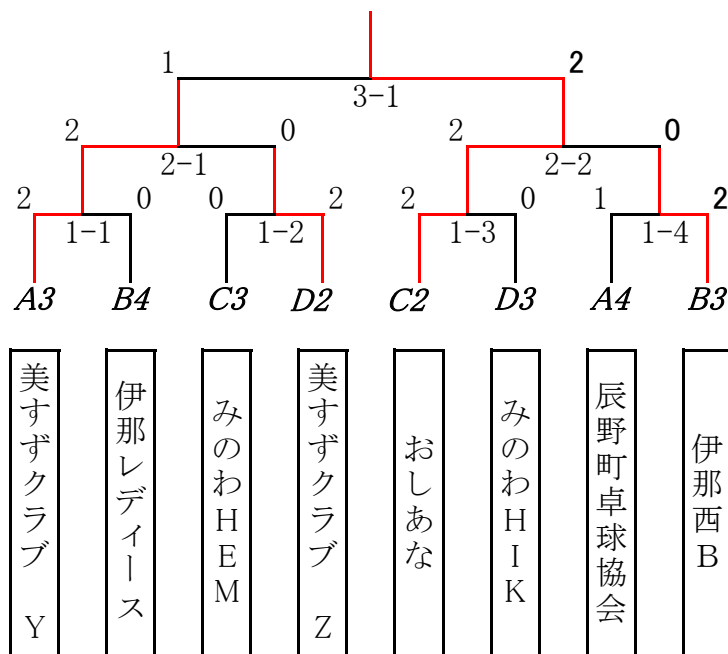 1 2
3-1
2 0 2 0
2-1 2-2
2 0 0 2 2 0 1 2
1-1 1-2 1-3 1-4
A3 B4 C3 D2 C2 D3 A4 B3
美すずクラブ Y
伊那レディース
みのわHEM
美すずクラブ Z
おしあな
みのわHIK
辰野町卓球協会
伊那西B